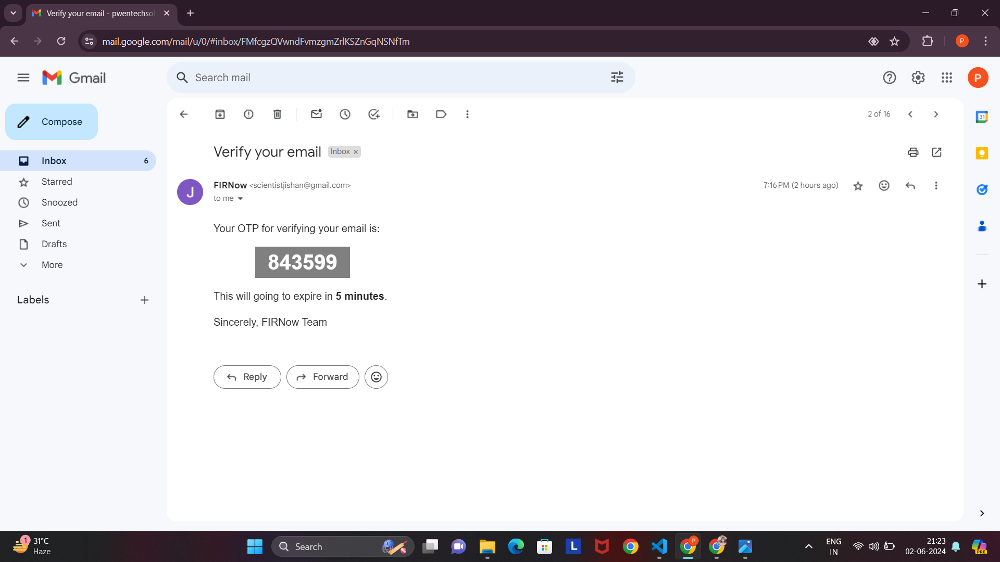 Verify your email - pwentechsol
mail.google.com/mail/u/0/#inbox/FMfcgzQVwndFvmzgmZrlKSZnGqNSNfTm
P
Gmail
Search mail
P
Compose
2 of 16
31
Verify your email
Inbox
Inbox 6
Starred
Snoozed
Sent
Drafts
More
Labels
J
FIRNow <scientistjishan@gmail.com>
7:16 PM (2 hours ago)
to me
Your OTP for verifying your email is:
843599
This will going to expire in 5 minutes.
Sincerely, FIRNow Team
Reply
Forward
1
31°C
Haze
Search
L
P
ENG
IN
21:23
02-06-2024
PRE